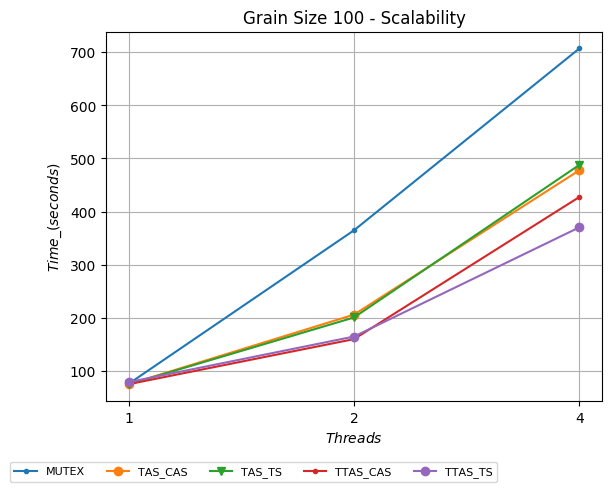 Grain Size 100 - Scalability
700
600
500
400
300
200
100
Time_(seconds)
1 2 4
Threads
MUTEX TAS_CAS TAS_TS TTAS_CAS TTAS_TS